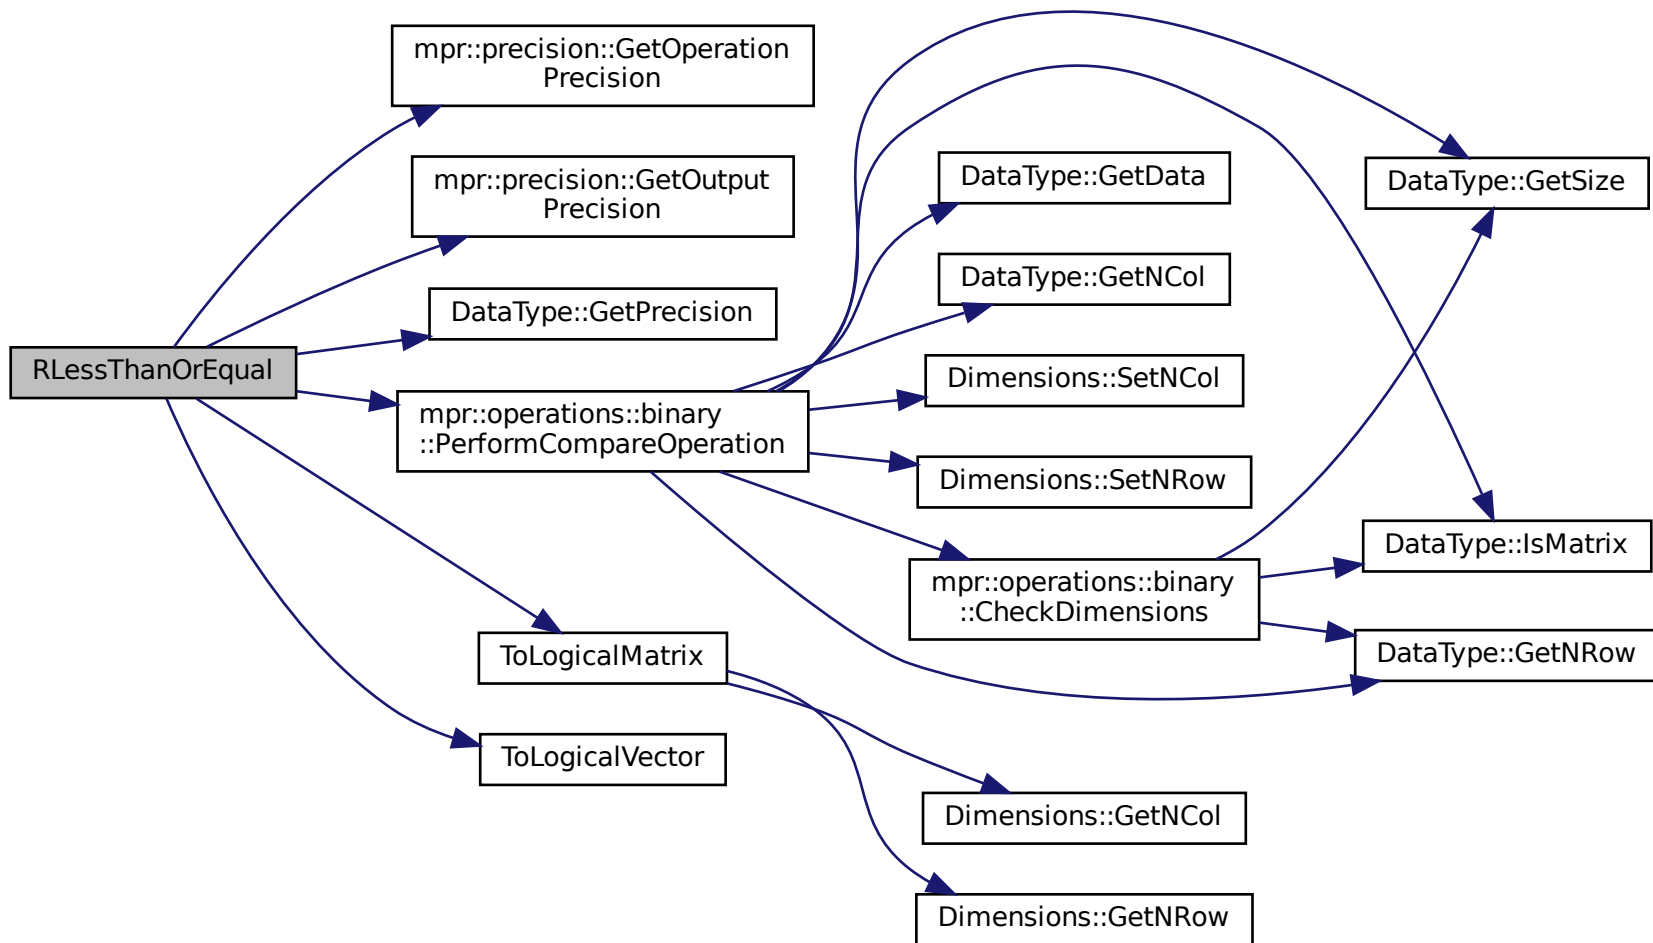 mpr::precision::GetOperation
Precision
mpr::precision::GetOutput
Precision
DataType::GetPrecision
RLessThanOrEqual
mpr::operations::binary
::PerformCompareOperation
ToLogicalMatrix
ToLogicalVector
DataType::GetData
DataType::GetNCol
Dimensions::SetNCol
Dimensions::SetNRow
mpr::operations::binary
::CheckDimensions
Dimensions::GetNCol
Dimensions::GetNRow
DataType::GetSize
DataType::IsMatrix
DataType::GetNRow